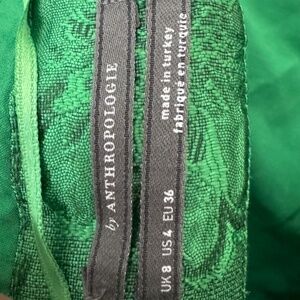 by ANTHROPOLOGIE
made in turkey
fabriqué en turquie
UK 8 US 4 EU 36